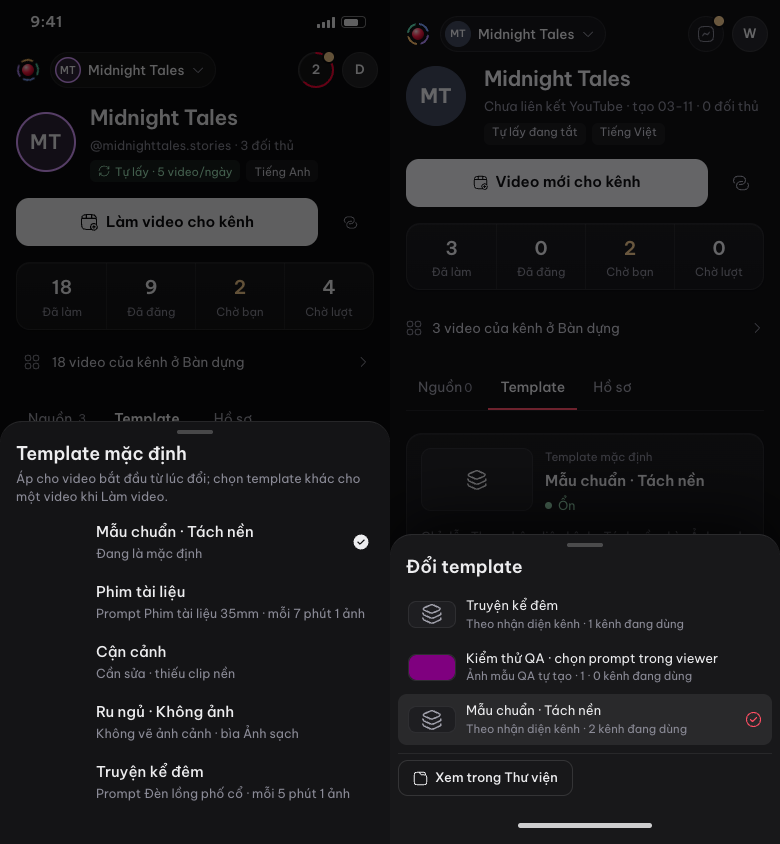 9:41
MT Midnight Tales
2
D
MT
Midnight Tales
@midnighttales.stories · 3 đối thủ
Tự lấy · 5 video/ngày
Tiếng Anh
Làm video cho kênh
18
Đã làm
9
Đã đăng
2
Chờ bạn
4
Chờ lượt
18 video của kênh ở Bàn dựng
Nguồn 3
Template
Hồ sơ
Template mặc định
Áp cho video bắt đầu từ lúc đổi; chọn template khác cho
một video khi Làm video.
Mẫu chuẩn · Tách nền
Đang là mặc định
Phim tài liệu
Prompt Phim tài liệu 35mm · mỗi 7 phút 1 ảnh
Cận cảnh
Cần sửa · thiếu clip nền
Ru ngủ · Không ảnh
Không vẽ ảnh cảnh · bìa Ảnh sạch
Truyện kể đêm
Prompt Đèn lồng phố cổ · mỗi 5 phút 1 ảnh
MT Midnight Tales
W
MT
Midnight Tales
Chưa liên kết YouTube · tạo 03-11 · 0 đối thủ
Tự lấy đang tắt
Tiếng Việt
Video mới cho kênh
3
Đã làm
0
Đã đăng
2
Chờ bạn
0
Chờ lượt
3 video của kênh ở Bàn dựng
Nguồn 0
Template
Hồ sơ
Template mặc định
Mẫu chuẩn · Tách nền
Ổn
Đổi template
Truyện kể đêm
Theo nhận diện kênh · 1 kênh đang dùng
Kiểm thử QA · chọn prompt trong viewer
Ảnh mẫu QA tự tạo · 1 · 0 kênh đang dùng
Mẫu chuẩn · Tách nền
Theo nhận diện kênh · 2 kênh đang dùng
Xem trong Thư viện